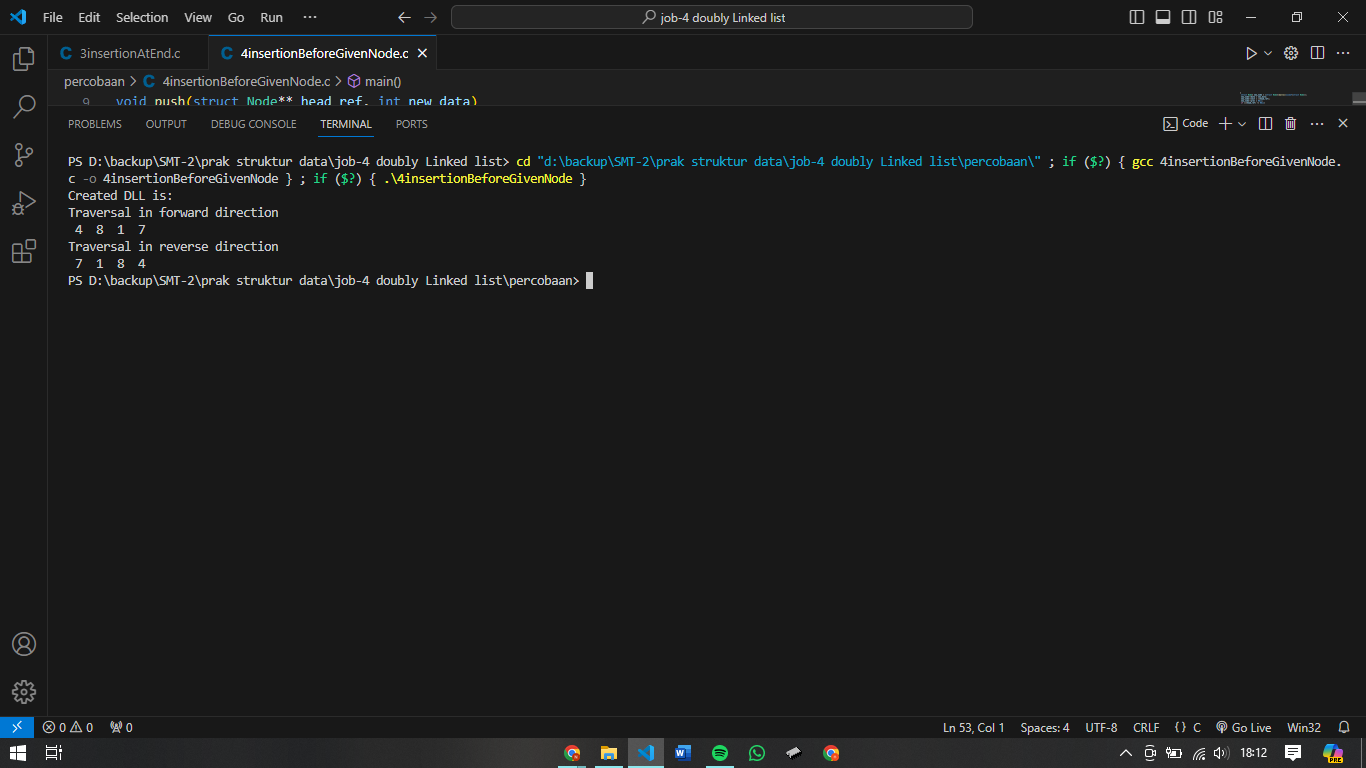 File Edit Selection View Go Run ··· job-4 doubly Linked list
3insertionAtEnd.c 4insertionBeforeGivenNode.c
percobaan > 4insertionBeforeGivenNode.c > main()
9 void push(struct Node** head_ref, int new_data)
PROBLEMS OUTPUT DEBUG CONSOLE TERMINAL PORTS Code
PS D:\backup\SMT-2\prak struktur data\job-4 doubly Linked list> cd "d:\backup\SMT-2\prak struktur data\job-4 doubly Linked list\percobaan\" ; if ($?) { gcc 4insertionBeforeGivenNode.
c -o 4insertionBeforeGivenNode } ; if ($?) { .\4insertionBeforeGivenNode }
Created DLL is:
Traversal in forward direction
4 8 1 7
Traversal in reverse direction
7 1 8 4
PS D:\backup\SMT-2\prak struktur data\job-4 doubly Linked list\percobaan>
0 0 0 Ln 53, Col 1 Spaces: 4 UTF-8 CRLF {} C Go Live Win32
18:12